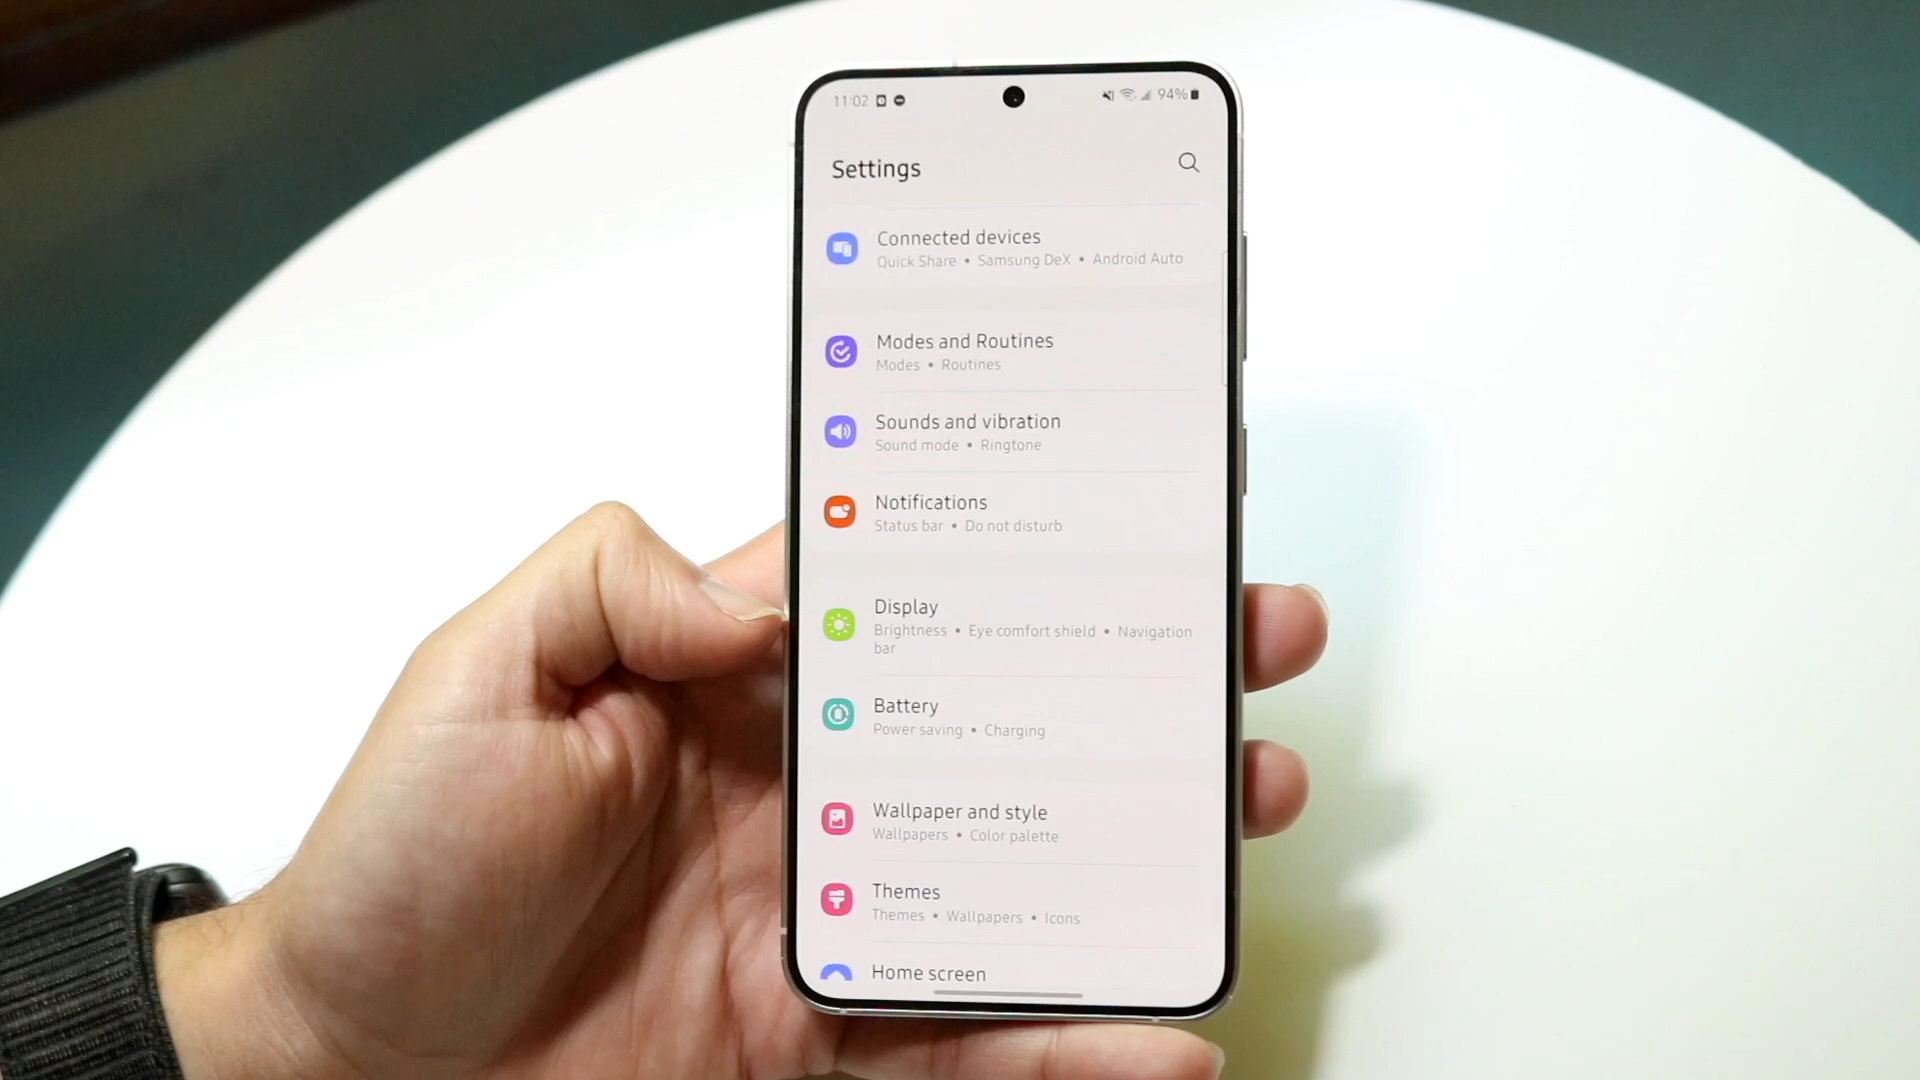 11:02 94%
Settings
Connected devices
Quick Share • Samsung DeX • Android Auto
Modes and Routines
Modes • Routines
Sounds and vibration
Sound mode • Ringtone
Notifications
Status bar • Do not disturb
Display
Brightness • Eye comfort shield • Navigation
bar
Battery
Power saving • Charging
Wallpaper and style
Wallpapers • Color palette
Themes
Themes • Wallpapers • Icons
Home screen